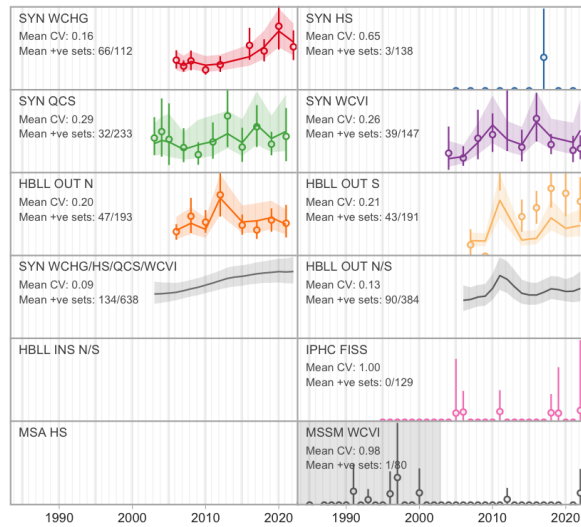 SYN WCHG
Mean CV: 0.16
Mean +ve sets: 66/112
SYN HS
Mean CV: 0.65
Mean +ve sets: 3/138
SYN QCS
Mean CV: 0.29
Mean +ve sets: 32/233
SYN WCVI
Mean CV: 0.26
Mean +ve sets: 39/147
HBLL OUT N
Mean CV: 0.20
Mean +ve sets: 47/193
HBLL OUT S
Mean CV: 0.21
Mean +ve sets: 43/191
SYN WCHG/HS/QCS/WCVI
Mean CV: 0.09
Mean +ve sets: 134/638
HBLL OUT N/S
Mean CV: 0.13
Mean +ve sets: 90/384
HBLL INS N/S
IPHC FISS
Mean CV: 1.00
Mean +ve sets: 0/129
MSA HS
MSSM WCVI
Mean CV: 0.98
Mean +ve sets: 1/80
1990 2000 2010 2020 1990 2000 2010 2020